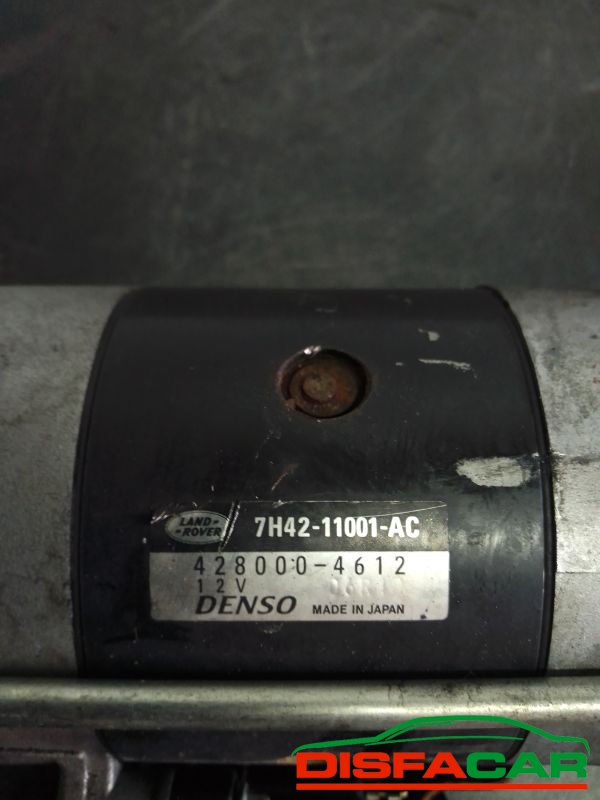 LAND-
-ROVER
7H42-11001-AC
428000-4612
12V
DENSO MADE IN JAPAN
DISFACAR